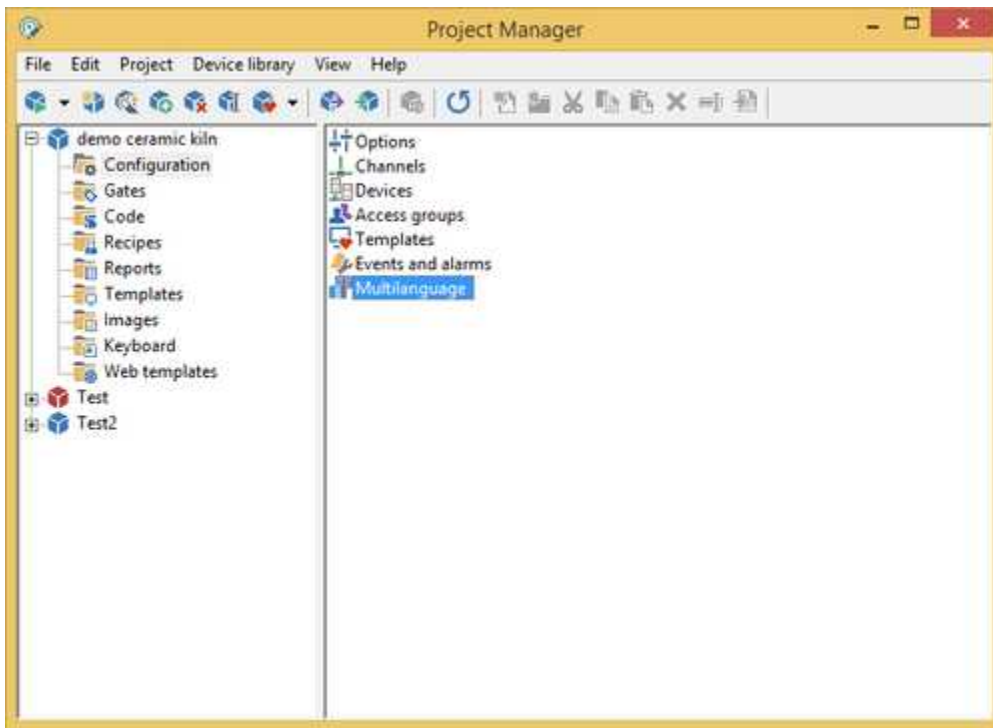 Project Manager
File Edit Project Device library View Help
demo ceramic kiln
Configuration
Gates
Code
Recipes
Reports
Templates
Images
Keyboard
Web templates
Test
Test2
Options
Channels
Devices
Access groups
Templates
Events and alarms
Multilanguage